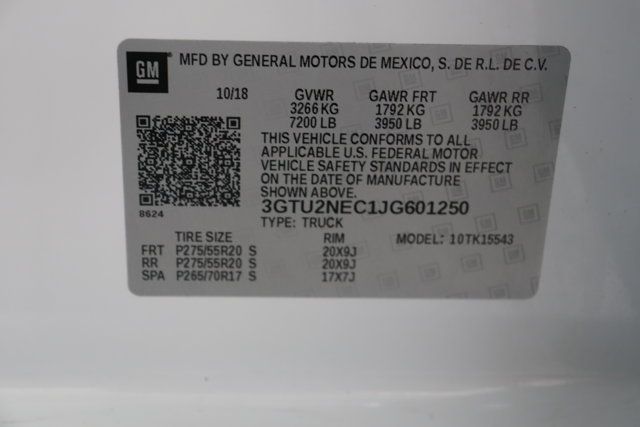 GM
MFD BY GENERAL MOTORS DE MEXICO, S. DE R.L. DE C.V.
10/18 GVWR GAWR FRT GAWR RR
3266 KG 1792 KG 1792 KG
7200 LB 3950 LB 3950 LB
THIS VEHICLE CONFORMS TO ALL
APPLICABLE U.S. FEDERAL MOTOR
VEHICLE SAFETY STANDARDS IN EFFECT
ON THE DATE OF MANUFACTURE
SHOWN ABOVE.
8624
3GTU2NEC1JG601250
TYPE: TRUCK
TIRE SIZE RIM MODEL: 10TK15543
FRT P275/55R20 S 20X9J
RR P275/55R20 S 20X9J
SPA P265/70R17 S 17X7J